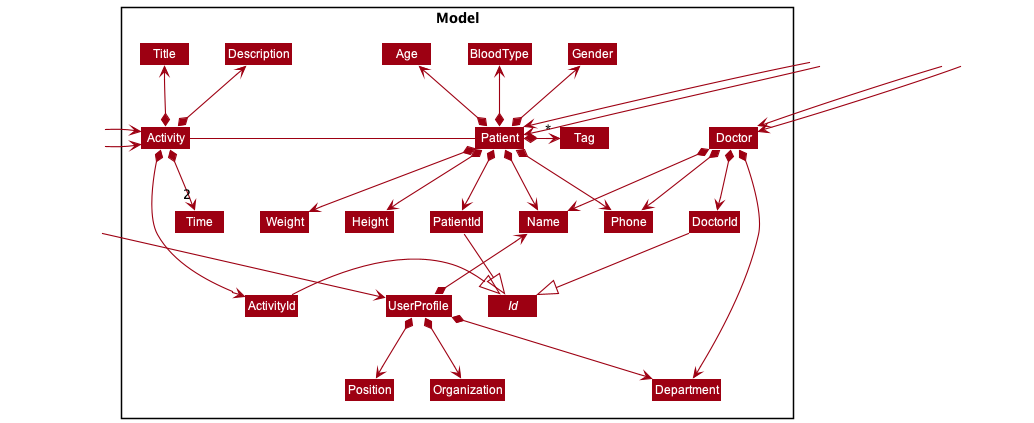 Model
Title
Description
Age
BloodType
Gender
Activity
Patient
*
Tag
Doctor
2
Time
Weight
Height
PatientId
Name
Phone
DoctorId
ActivityId
UserProfile
Id
Position
Organization
Department